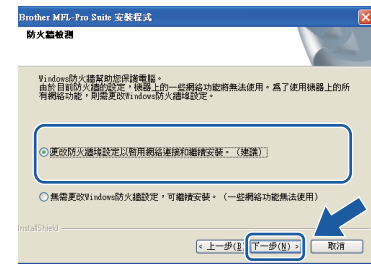 Brother MFL-Pro Suite 安裝程式
防火牆檢測
Windows防火牆幫助您保護電腦。
由於目前防火牆的設定，機器上的一些網絡功能將無法使用。為了使用機器上的所
有網絡功能，則需更改Windows防火牆埠設定。
更改防火牆埠設定以啟用網絡連接和繼續安裝。（建議）
無需更改Windows防火牆設定，可繼續安裝。（一些網絡功能無法使用）
InstallShield
< 上一步(B) 下一步(N) > 取消